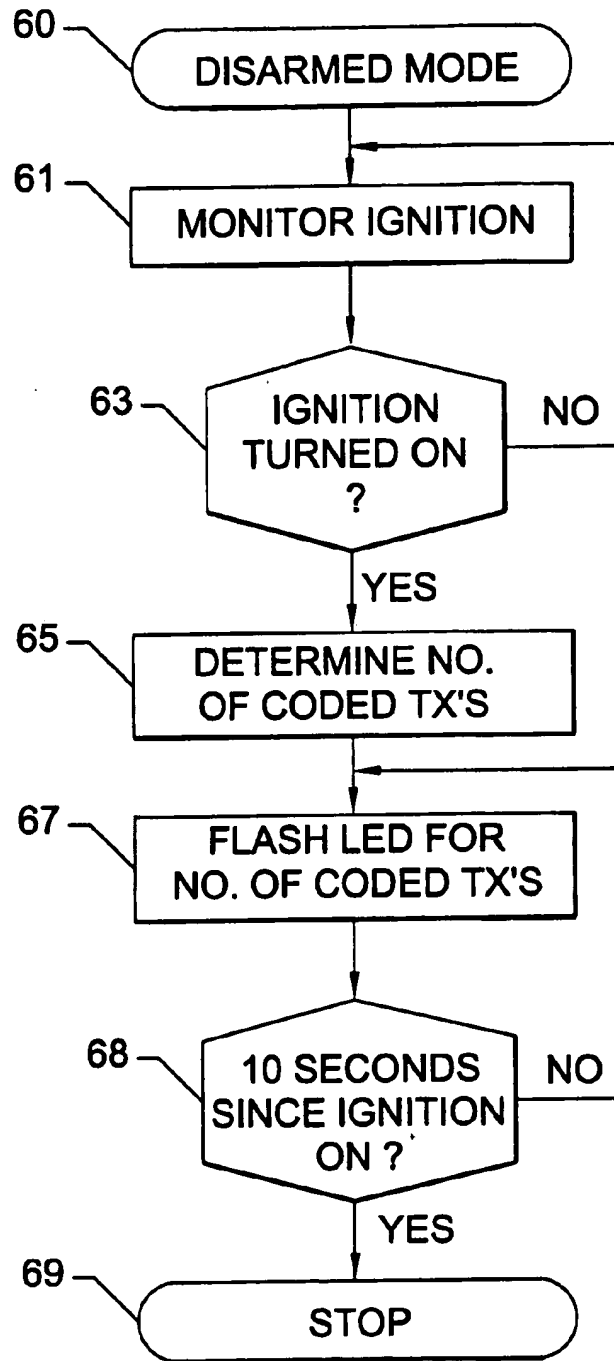 60
DISARMED MODE
61
MONITOR IGNITION
63
IGNITION
TURNED ON
?
NO
YES
65
DETERMINE NO.
OF CODED TX'S
67
FLASH LED FOR
NO. OF CODED TX'S
68
10 SECONDS
SINCE IGNITION
ON ?
NO
YES
69
STOP